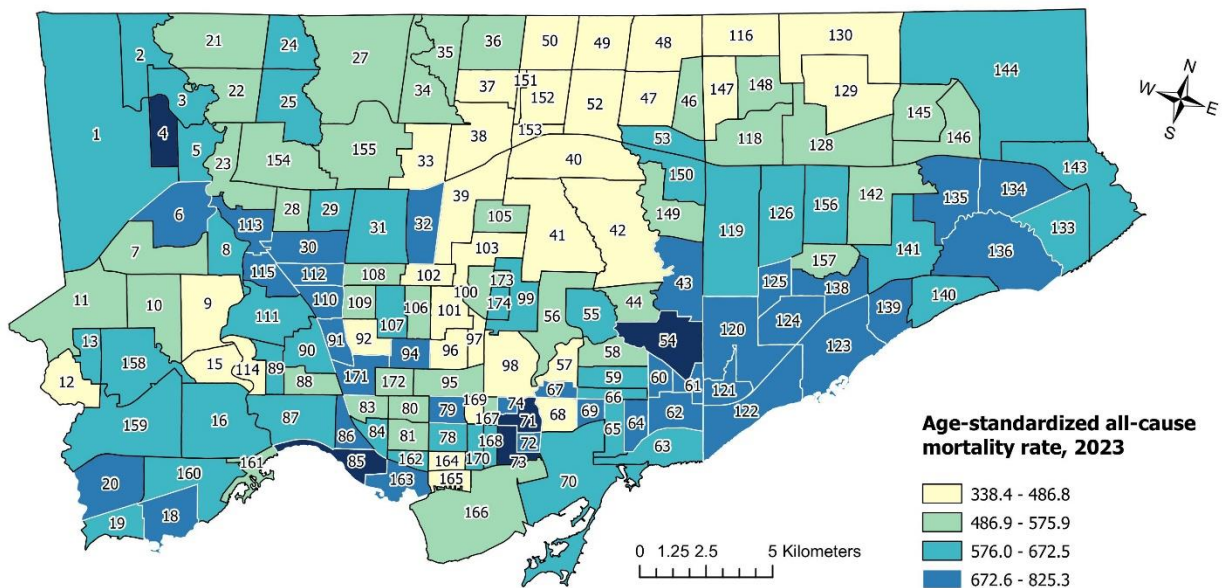 21 24 27 35 36 50 49 48 116 130
2 144
N
W E
S
3 22 25 34 37 151 152 52 47 46 147 148 129
1 4 5 23 154 155 33 38 153 40 53 118 128 145 146
6 28 29 31 32 39 105 41 42 149 150 119 126 156 142 135 134 143
7 113 30 103 141 136 133
8 115 112 108 102 173 43 157
11 10 9 110 109 106 100 174 99 56 55 44 125 138 139 140
111 107 101
13 158 15 114 89 90 91 92 94 96 97 98 57 58 54 120 124 123
12 88 171 172 95 67 59 60 61 121
159 16 87 83 80 79 169 74 68 69 66 122
86 84 81 78 167 71 72 65 64 62
20 160 161 85 162 164 170 168 73 63
19 18 163 165 166 70
0 1.25 2.5 5 Kilometers
Age-standardized all-cause
mortality rate, 2023
338.4 - 486.8
486.9 - 575.9
576.0 - 672.5
672.6 - 825.3